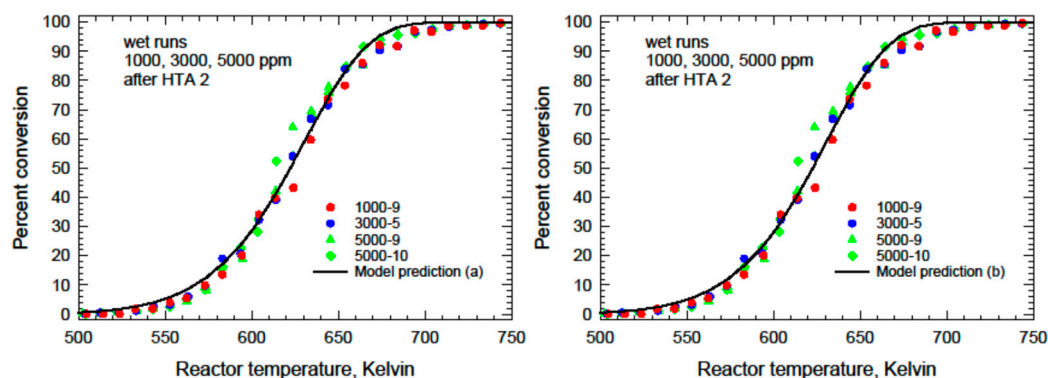 100
90
80
70
60
50
40
30
20
10
0
Percent conversion
wet runs
1000, 3000, 5000 ppm
after HTA 2
1000-9
3000-5
5000-9
5000-10
Model prediction (a)
500 550 600 650 700 750
Reactor temperature, Kelvin
100
90
80
70
60
50
40
30
20
10
0
Percent conversion
wet runs
1000, 3000, 5000 ppm
after HTA 2
1000-9
3000-5
5000-9
5000-10
Model prediction (b)
500 550 600 650 700 750
Reactor temperature, Kelvin